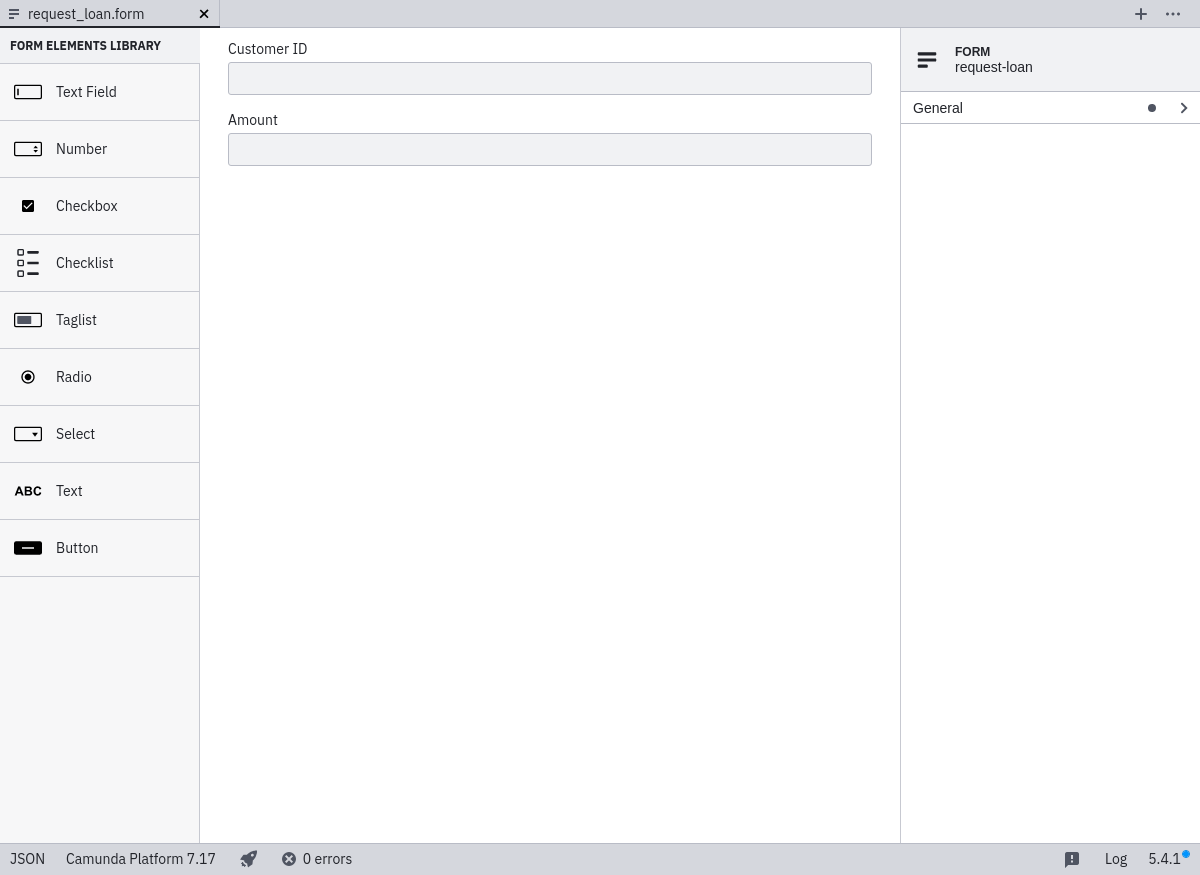 request_loan.form
FORM ELEMENTS LIBRARY
Text Field
Number
Checkbox
Checklist
Taglist
Radio
Select
ABC Text
Button
Customer ID
Amount
FORM
request-loan
General
JSON Camunda Platform 7.17 0 errors Log 5.4.1